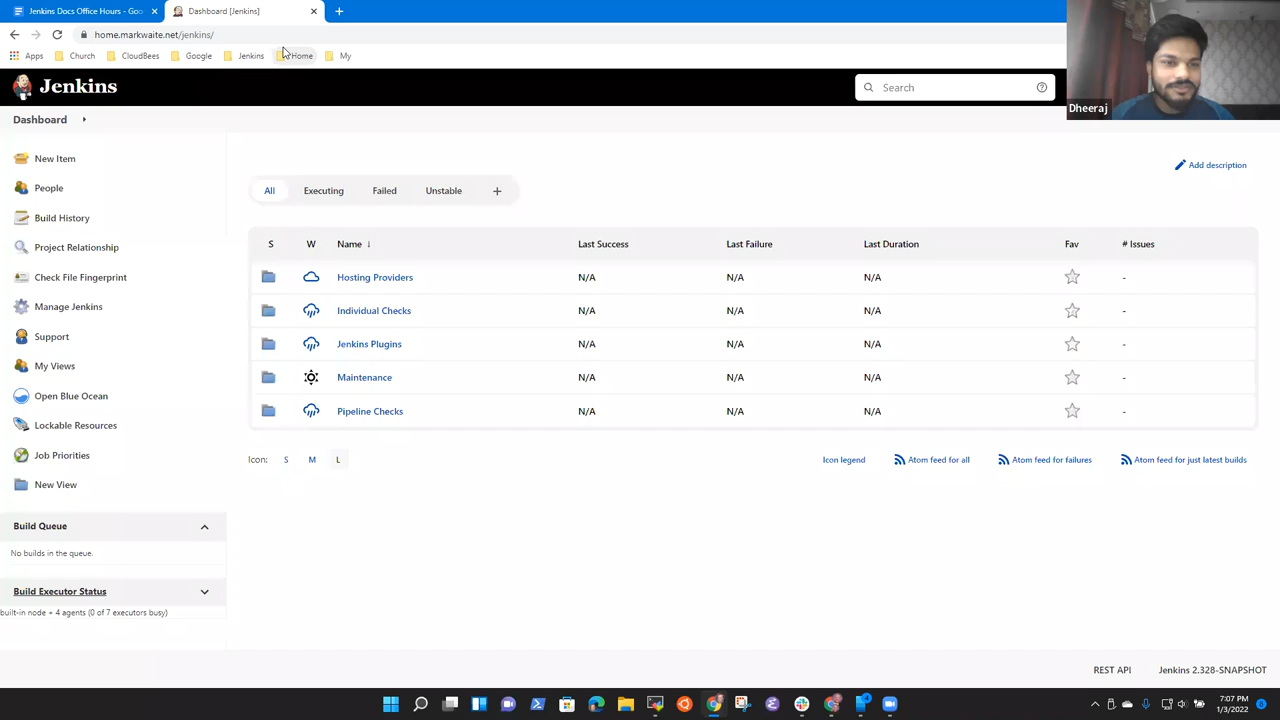 Jenkins Docs Office Hours - Goo
Dashboard [Jenkins]
home.markwaite.net/jenkins/
Apps
Church
CloudBees
Google
Jenkins
Home
My
Jenkins
Search
Dheeraj
Dashboard
New Item
People
Build History
Project Relationship
Check File Fingerprint
Manage Jenkins
Support
My Views
Open Blue Ocean
Lockable Resources
Job Priorities
New View
Build Queue
No builds in the queue.
Build Executor Status
built-in node + 4 agents (0 of 7 executors busy)
Add description
All Executing Failed Unstable +
S W Name ↓ Last Success Last Failure Last Duration Fav # Issues
Hosting Providers N/A N/A N/A -
Individual Checks N/A N/A N/A -
Jenkins Plugins N/A N/A N/A -
Maintenance N/A N/A N/A -
Pipeline Checks N/A N/A N/A -
Icon: S M L
Icon legend
Atom feed for all
Atom feed for failures
Atom feed for just latest builds
REST API
Jenkins 2.328-SNAPSHOT
7:07 PM
1/3/2022